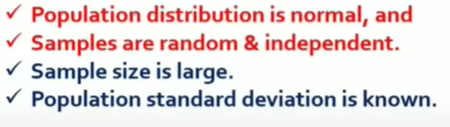 ✓ Population distribution is normal, and
✓ Samples are random & independent.
✓ Sample size is large.
✓ Population standard deviation is known.